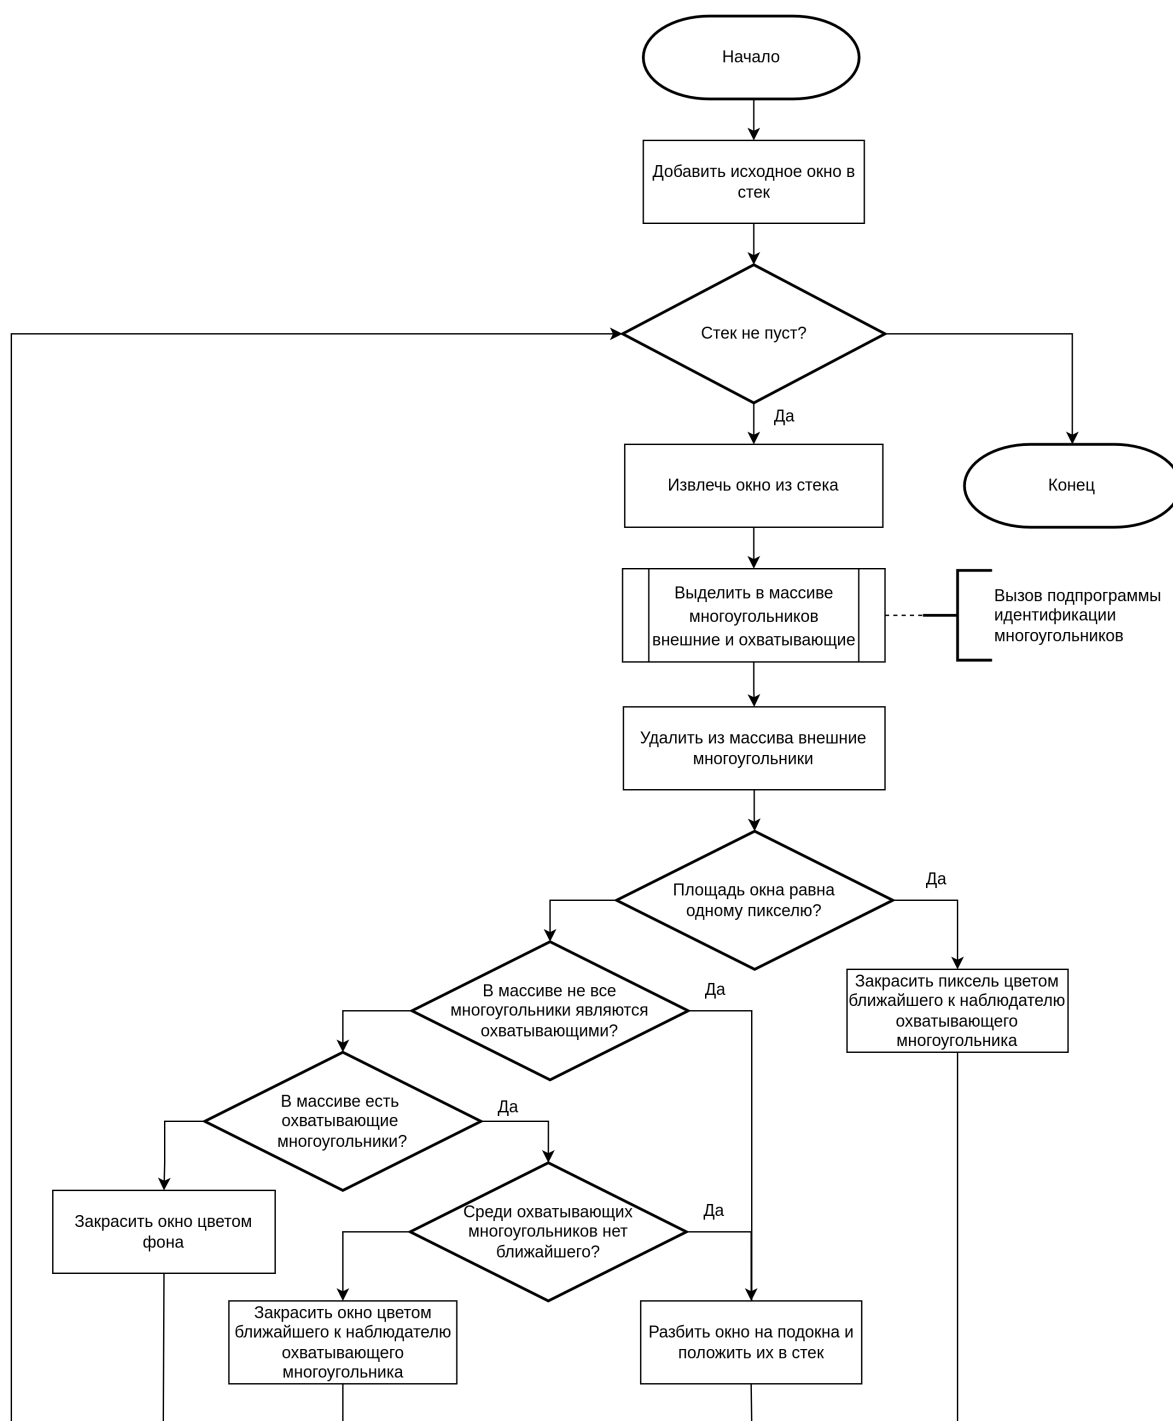 Начало
Добавить исходное окно в
стек
Стек не пуст?
Да
Извлечь окно из стека
Конец
Выделить в массиве
многоугольников
внешние и охватывающие
Вызов подпрограммы
идентификации
многоугольников
Удалить из массива внешние
многоугольники
Площадь окна равна
одному пикселю?
Да
В массиве не все
многоугольники являются
охватывающими?
Да
Закрасить пиксель цветом
ближайшего к наблюдателю
охватывающего
многоугольника
В массиве есть
охватывающие
многоугольники?
Да
Среди охватывающих
многоугольников нет
ближайшего?
Да
Закрасить окно цветом
фона
Закрасить окно цветом
ближайшего к наблюдателю
охватывающего
многоугольника
Разбить окно на подокна и
положить их в стек